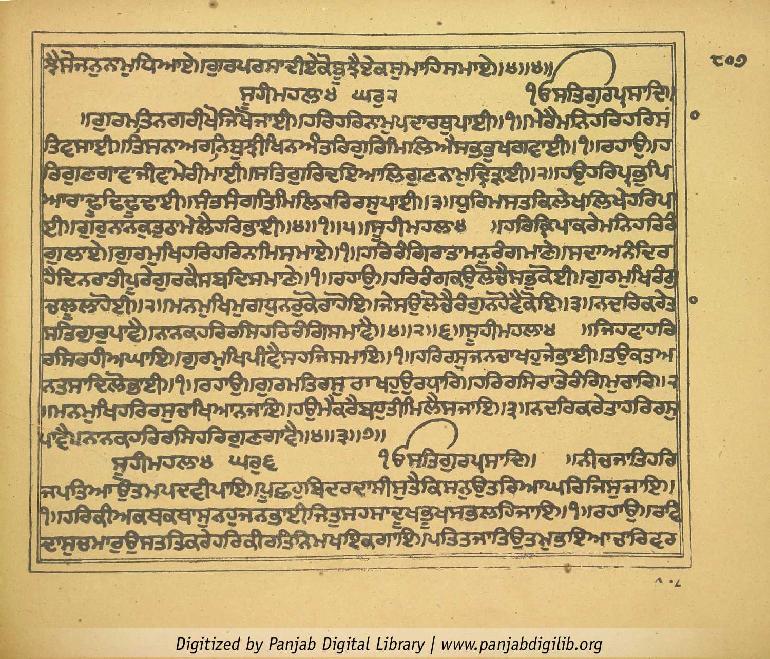 ਝੈਸੋਜਨੁਨਾਮੁਧਿਆਏ॥ਗੁਰਪਰਸਾਦੀਏਕੋਬੂਝੈਏਕਸੁਮਾਹਿਸਮਾਏ॥੪॥੪॥
੮੦੭
ਸੂਹੀਮਹਲਾ੪ ਘਰੁ੨ ੴਸਤਿਗੁਰਪ੍ਰਸਾਦਿ॥
॥ਗੁਰਮਤਿਨਗਰੀਖੋਜਿਖੋਜਾਈ॥ਹਰਿਹਰਿਨਾਮੁਪਦਾਰਥੁਪਾਈ॥੧॥ਮੇਰੈਮਨਿਹਰਿਹਰਿਸਾਂ
ਤਿਵਸਾਈ॥ਤਿਸਨਾਅਗਨਿਬੁਝੀਖਿਨਅੰਤਰਿਗੁਰਿਮਿਲਿਐਸਭਭੁਖਗਵਾਈ॥੧॥ਰਹਾਉ॥ਹ
ਰਿਗੁਣਗਾਵਾਜੀਵਾਮੇਰੀਮਾਈ॥ਸਤਿਗੁਰਿਦਇਆਲਿਗੁਣਨਾਮੁਦ੍ਰਿੜਾਈ॥੨॥ਹਉਹਰਿਪ੍ਰਭੁਪਿ
ਆਰਾਢੂਢਿਢੂਢਾਈ॥ਸਤਸੰਗਤਿਮਿਲਿਹਰਿਰਸੁਪਾਈ॥੩॥ਧੁਰਿਮਸਤਕਿਲੇਖਲਿਖੇਹਰਿਪਾ
ਈ॥ਗੁਰੁਨਾਨਕੁਤੁਠਾਮੇਲੈਹਰਿਭਾਈ॥੪॥੧॥੫॥ਸੂਹੀਮਹਲਾ੪ ॥ਹਰਿਕ੍ਰਿਪਾਕਰੇਮਨਿਹਰਿਰੰ
ਗੁਲਾਏ॥ਗੁਰਮੁਖਿਹਰਿਹਰਿਨਾਮਿਸਮਾਏ॥੧॥ਹਰਿਰੰਗਿਰਾਤਾਮਨੁਰੰਗਮਾਣੇ॥ਸਦਾਅਨੰਦਿਰ
ਹੈਦਿਨਰਾਤੀਪੂਰੇਗੁਰਕੈਸਬਦਿਸਮਾਣੇ॥੧॥ਰਹਾਉ॥ਹਰਿਰੰਗਕਉਲੋਚੈਸਭੁਕੋਈ॥ਗੁਰਮੁਖਿਰੰਗੁ
ਚਲੂਲਾਹੋਈ॥੨॥ਮਨਮੁਖਿਮੁਗਧੁਨਰੁਕੋਰਾਹੋਇ॥ਜੇਸਉਲੋਚੈਰੰਗੁਨਹੋਵੈਕੋਇ॥੩॥ਨਦਰਿਕਰੇਤਾ
ਸਤਿਗੁਰੁਪਾਵੈ॥ਨਾਨਕਹਰਿਰਸਿਹਰਿਰੰਗਿਸਮਾਵੈ॥੪॥੨॥੬॥ਸੂਹੀਮਹਲਾ੪ ॥ਜਿਹਵਾਹਰਿ
ਰਸਿਰਹੀਅਘਾਇ॥ਗੁਰਮੁਖਿਪੀਵੈਸਹਜਿਸਮਾਇ॥੧॥ਹਰਿਰਸੁਜਨਚਾਖਹੁਜੇਭਾਈ॥ਤਉਕਤਅ
ਨਤਸਾਦਿਲੋਭਾਈ॥੧॥ਰਹਾਉ॥ਗੁਰਮਤਿਰਸੁਰਾਖਹੁਉਰਧਾਰਿ॥ਹਰਿਰਸਿਰਾਤੇਰੰਗਿਮੁਰਾਰਿ॥੨
॥ਮਨਮੁਖਿਹਰਿਰਸੁਚਾਖਿਆਨਜਾਇ॥ਹਉਮੈਕਰੈਬਹੁਤੀਮਿਲੈਸਜਾਇ॥੩॥ਨਦਰਿਕਰੇਤਾਹਰਿਰਸੁ
ਪਾਵੈ॥ਨਾਨਕਹਰਿਰਸਿਹਰਿਗੁਣਗਾਵੈ॥੪॥੩॥੭॥
ਸੂਹੀਮਹਲਾ੪ ਘਰੁ੬ ੴਸਤਿਗੁਰਪ੍ਰਸਾਦਿ॥ ॥ਨੀਚਜਾਤਿਹਰਿ
ਜਪਤਿਆਉਤਮਪਦਵੀਪਾਇ॥ਪੂਛਹੁਬਿਦਰਦਾਸੀਸੁਤੈਕਿਸਨੁਉਤਰਿਆਘਰਿਜਿਸੁਜਾਇ॥
੧॥ਹਰਿਕੀਅਕਥਕਥਾਸੁਨਹੁਜਨਭਾਈਜਿਤੁਸਹਸਾਦੂਖਭੂਖਸਭਲਹਿਜਾਇ॥੧॥ਰਹਾਉ॥ਰਵਿ
ਦਾਸੁਚਮਾਰੁਉਸਤਤਿਕਰੇਹਰਿਕੀਰਤਿਨਿਮਖਇਕਗਾਇ॥ਪਤਿਤਜਾਤਿਉਤਮੁਭਇਆਚਾਰਿਵਰ
Digitized by Panjab Digital Library | www.panjabdigilib.org